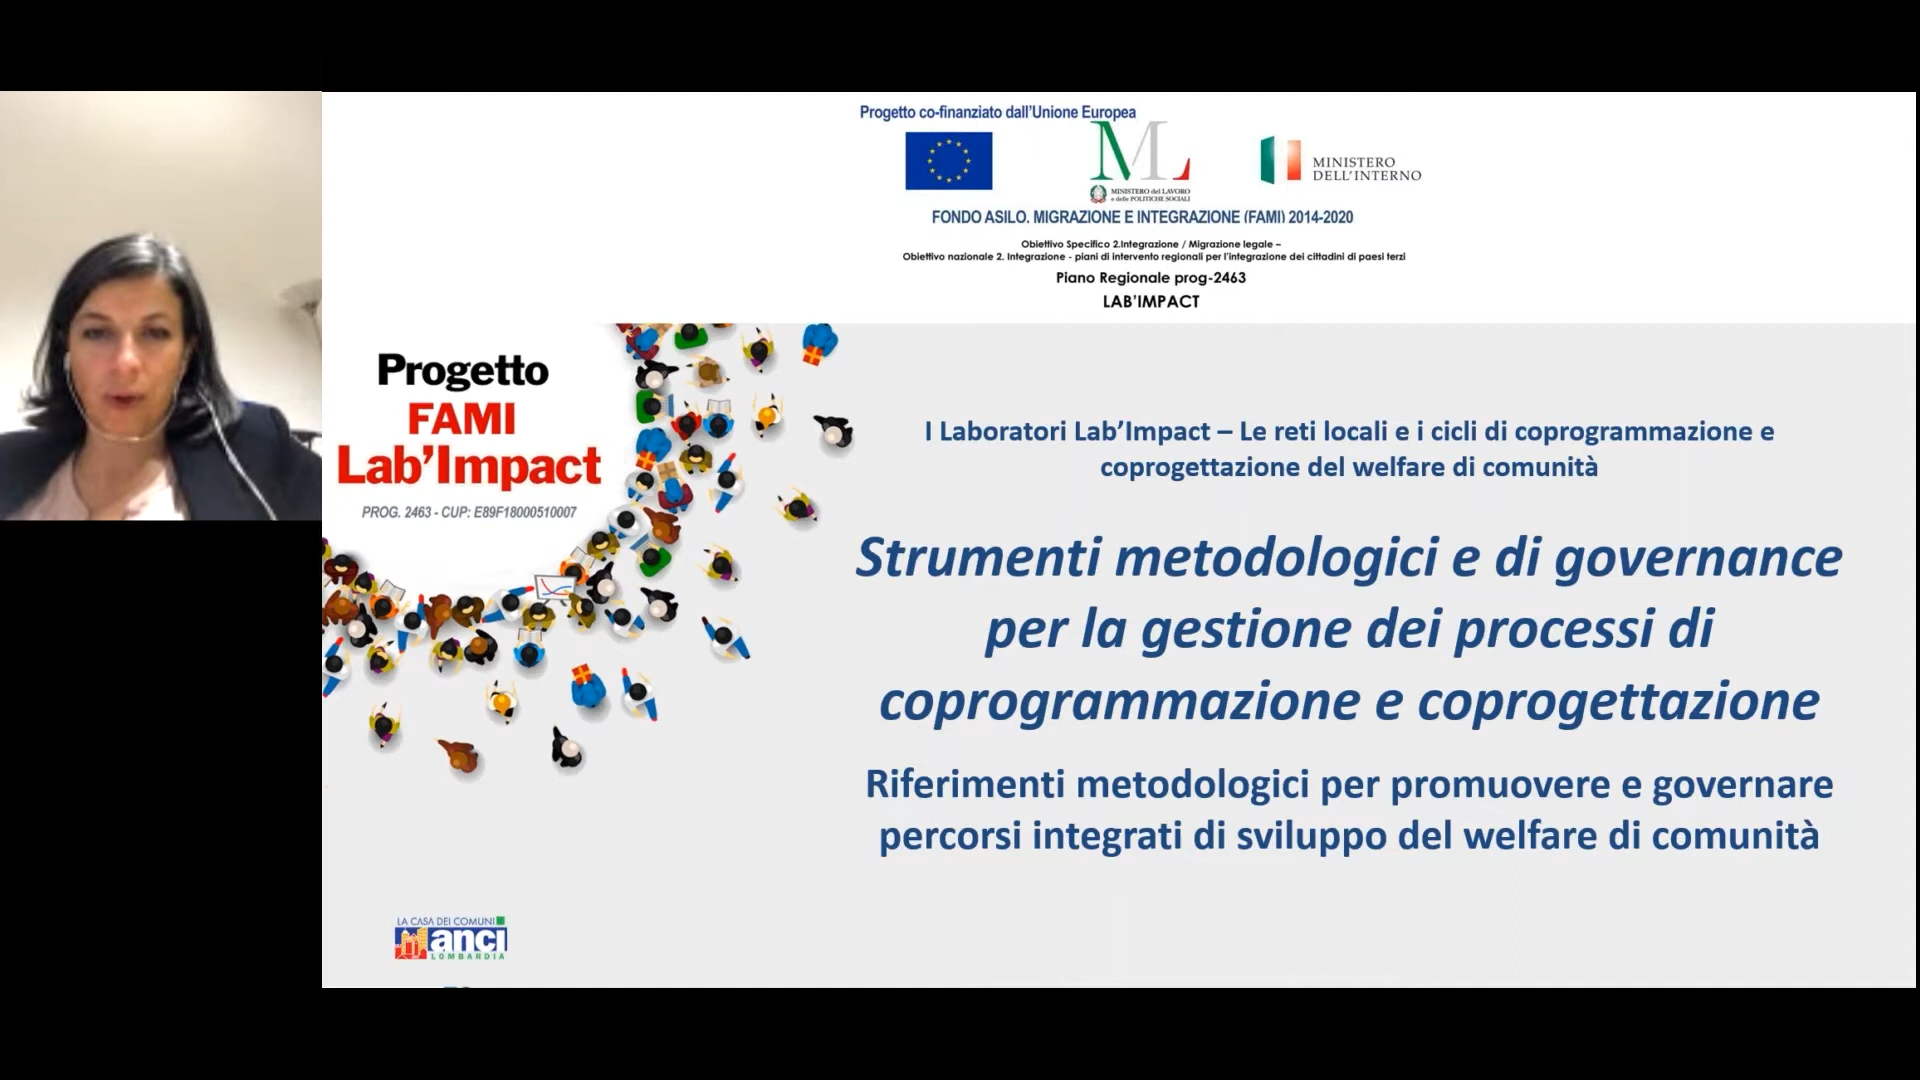 Progetto co-finanziato dall'Unione Europea
ML
MINISTERO del LAVORO
e delle POLITICHE SOCIALI
MINISTERO
DELL'INTERNO
FONDO ASILO. MIGRAZIONE E INTEGRAZIONE (FAMI) 2014-2020
Obiettivo Specifico 2.Integrazione / Migrazione legale –
Obiettivo nazionale 2. Integrazione - piani di intervento regionali per l'integrazione dei cittadini di paesi terzi
Piano Regionale prog-2463
LAB'IMPACT
Progetto
FAMI
Lab'Impact
PROG. 2463 - CUP: E89F18000510007
I Laboratori Lab'Impact – Le reti locali e i cicli di coprogrammazione e
coprogettazione del welfare di comunità
Strumenti metodologici e di governance
per la gestione dei processi di
coprogrammazione e coprogettazione
Riferimenti metodologici per promuovere e governare
percorsi integrati di sviluppo del welfare di comunità
LA CASA DEI COMUNI
anci
LOMBARDIA